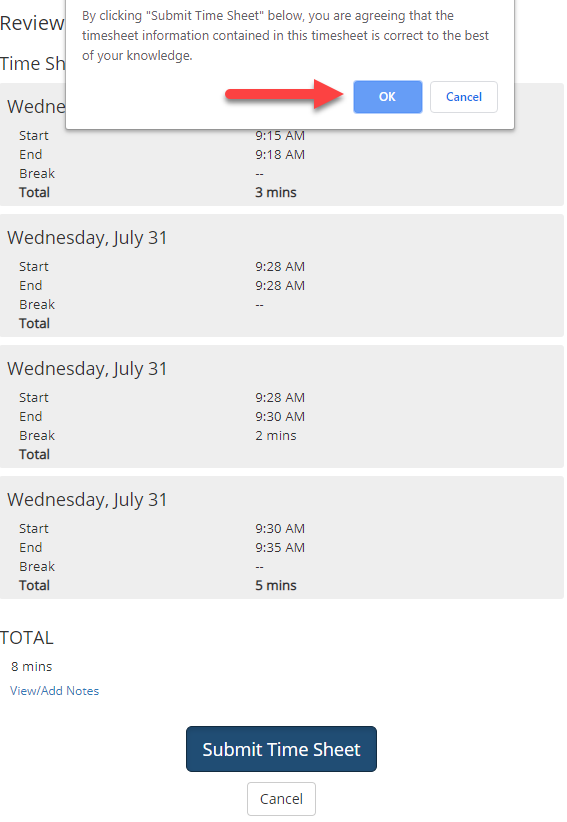 Review
By clicking "Submit Time Sheet" below, you are agreeing that the
timesheet information contained in this timesheet is correct to the best
of your knowledge.
OK Cancel
Time Sh
Wedne
Start 9:15 AM
End 9:18 AM
Break --
Total 3 mins
Wednesday, July 31
Start 9:28 AM
End 9:28 AM
Break --
Total
Wednesday, July 31
Start 9:28 AM
End 9:30 AM
Break 2 mins
Total
Wednesday, July 31
Start 9:30 AM
End 9:35 AM
Break --
Total 5 mins
TOTAL
8 mins
View/Add Notes
Submit Time Sheet
Cancel